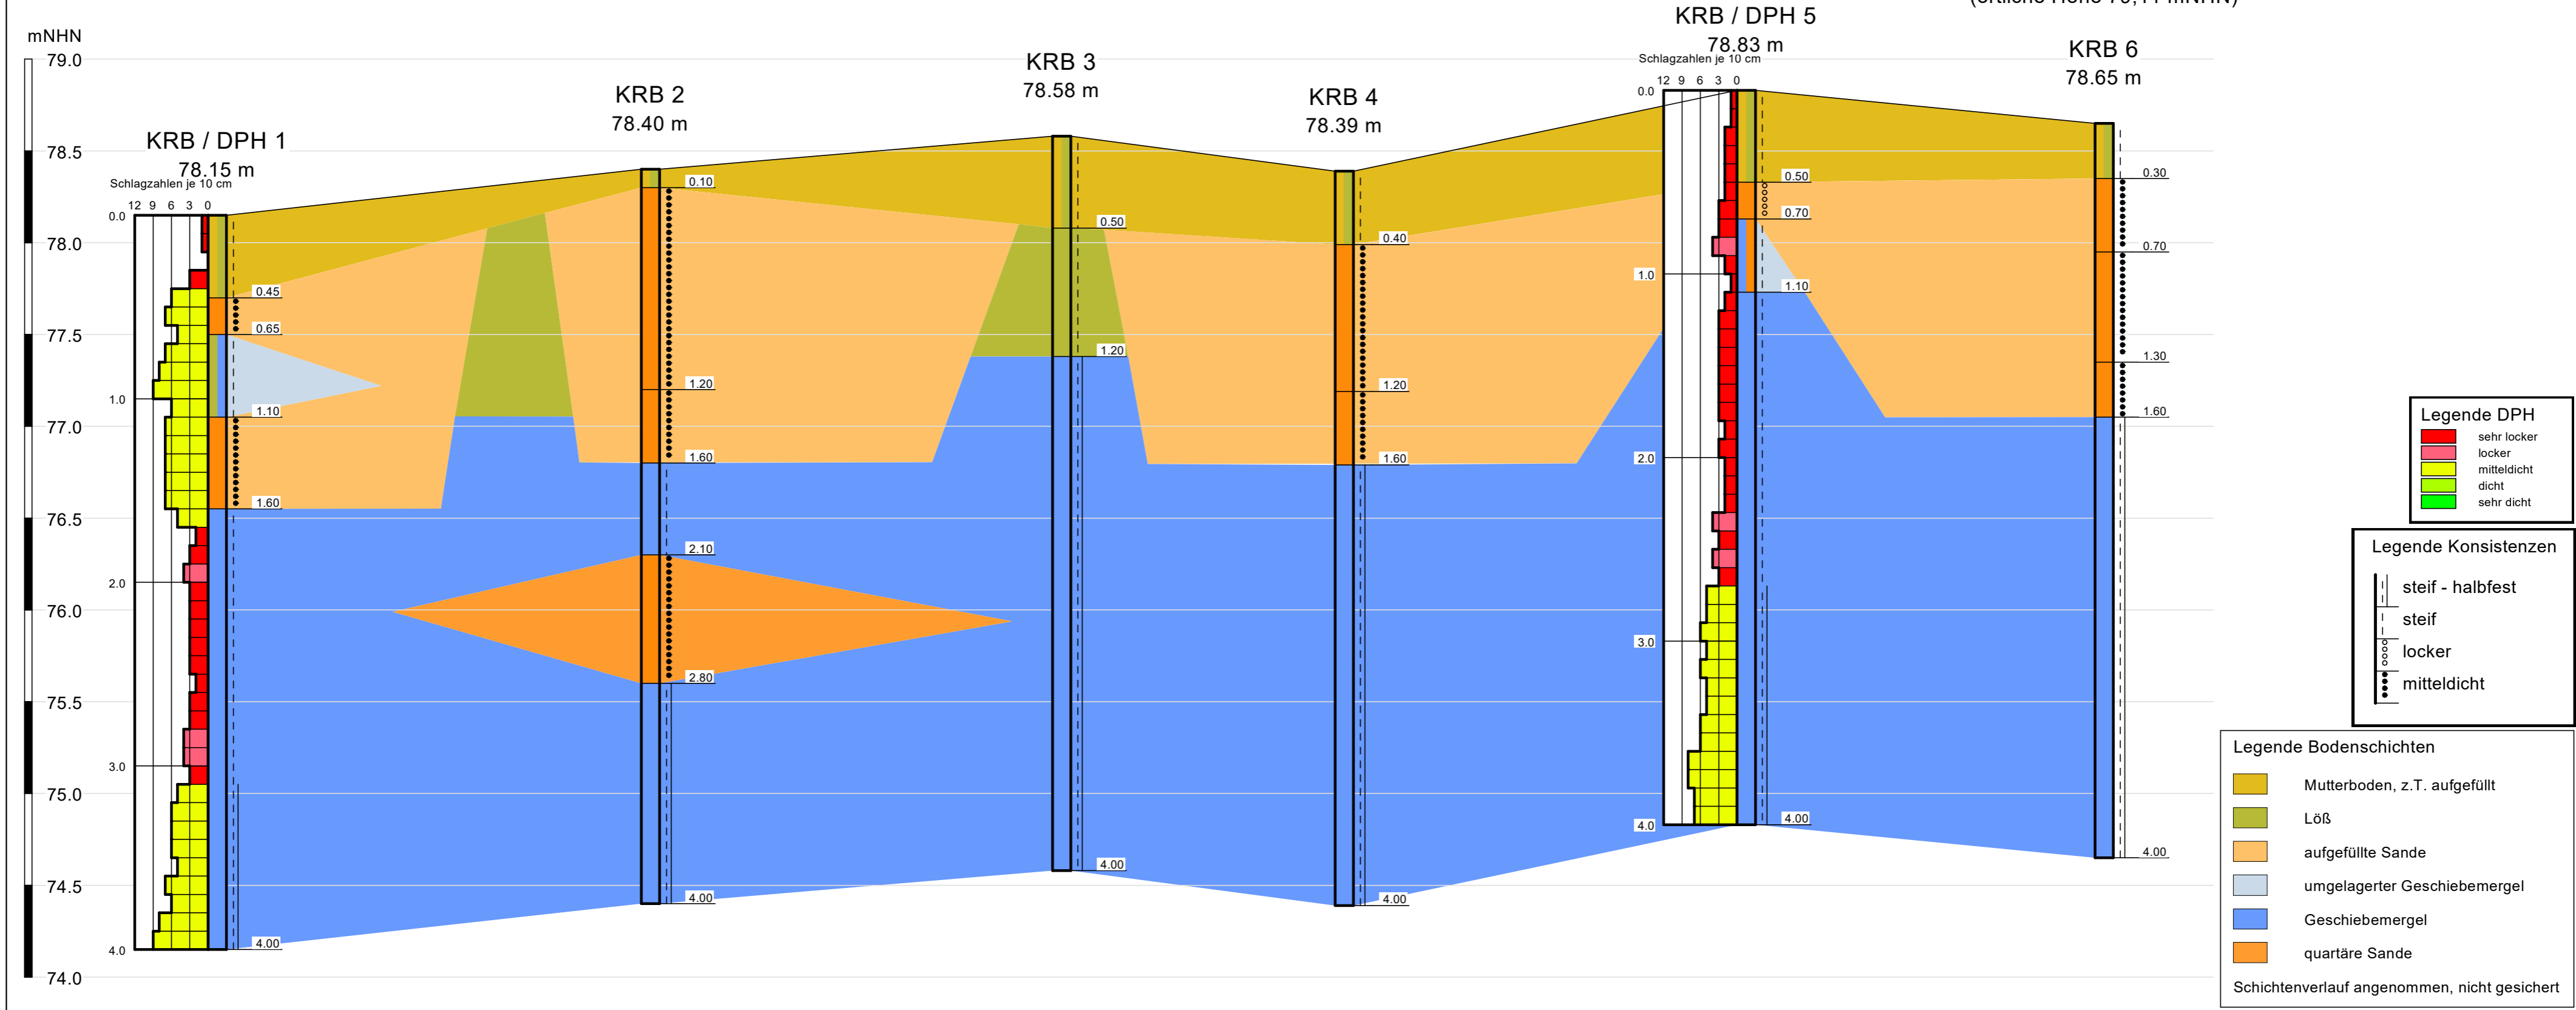 (örtliche Höhe 79,11 mNHN)
mNHN
79.0
78.5
78.0
77.5
77.0
76.5
76.0
75.5
75.0
74.5
74.0
KRB / DPH 1
78.15 m
Schlagzahlen je 10 cm
12 9 6 3 0
0.0
1.0
2.0
3.0
4.0
0.45
0.65
1.10
1.60
4.00
KRB 2
78.40 m
0.10
1.20
1.60
2.10
2.80
4.00
KRB 3
78.58 m
0.50
1.20
4.00
KRB 4
78.39 m
0.40
1.20
1.60
4.00
KRB / DPH 5
78.83 m
Schlagzahlen je 10 cm
12 9 6 3 0
0.0
1.0
2.0
3.0
4.0
0.50
0.70
1.10
4.00
KRB 6
78.65 m
0.30
0.70
1.30
1.60
4.00
Legende DPH
sehr locker
locker
mitteldicht
dicht
sehr dicht
Legende Konsistenzen
steif - halbfest
steif
locker
mitteldicht
Legende Bodenschichten
Mutterboden, z.T. aufgefüllt
Löß
aufgefüllte Sande
umgelagerter Geschiebemergel
Geschiebemergel
quartäre Sande
Schichtenverlauf angenommen, nicht gesichert